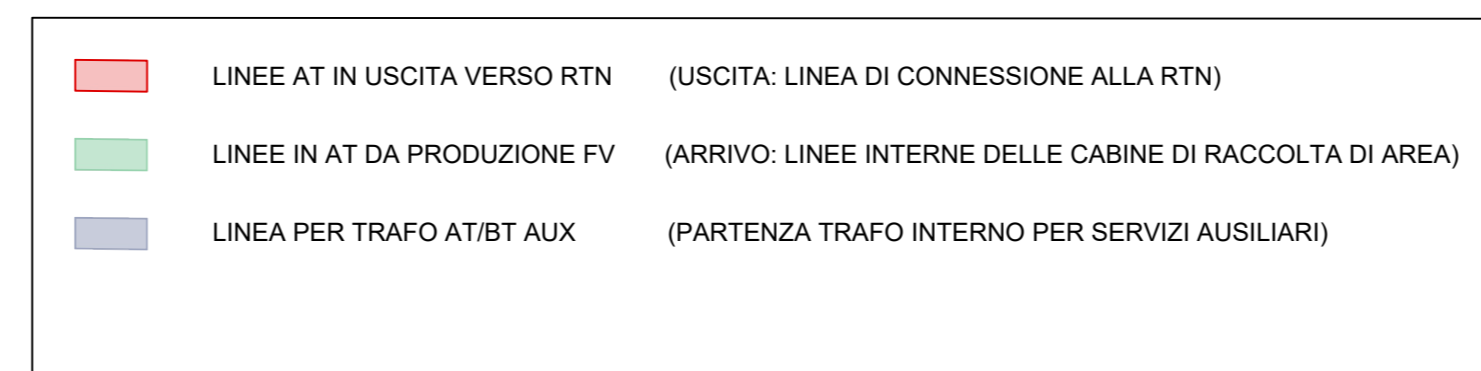 LINEE AT IN USCITA VERSO RTN (USCITA: LINEA DI CONNESSIONE ALLA RTN)
LINEE IN AT DA PRODUZIONE FV (ARRIVO: LINEE INTERNE DELLE CABINE DI RACCOLTA DI AREA)
LINEA PER TRAFO AT/BT AUX (PARTENZA TRAFO INTERNO PER SERVIZI AUSILIARI)